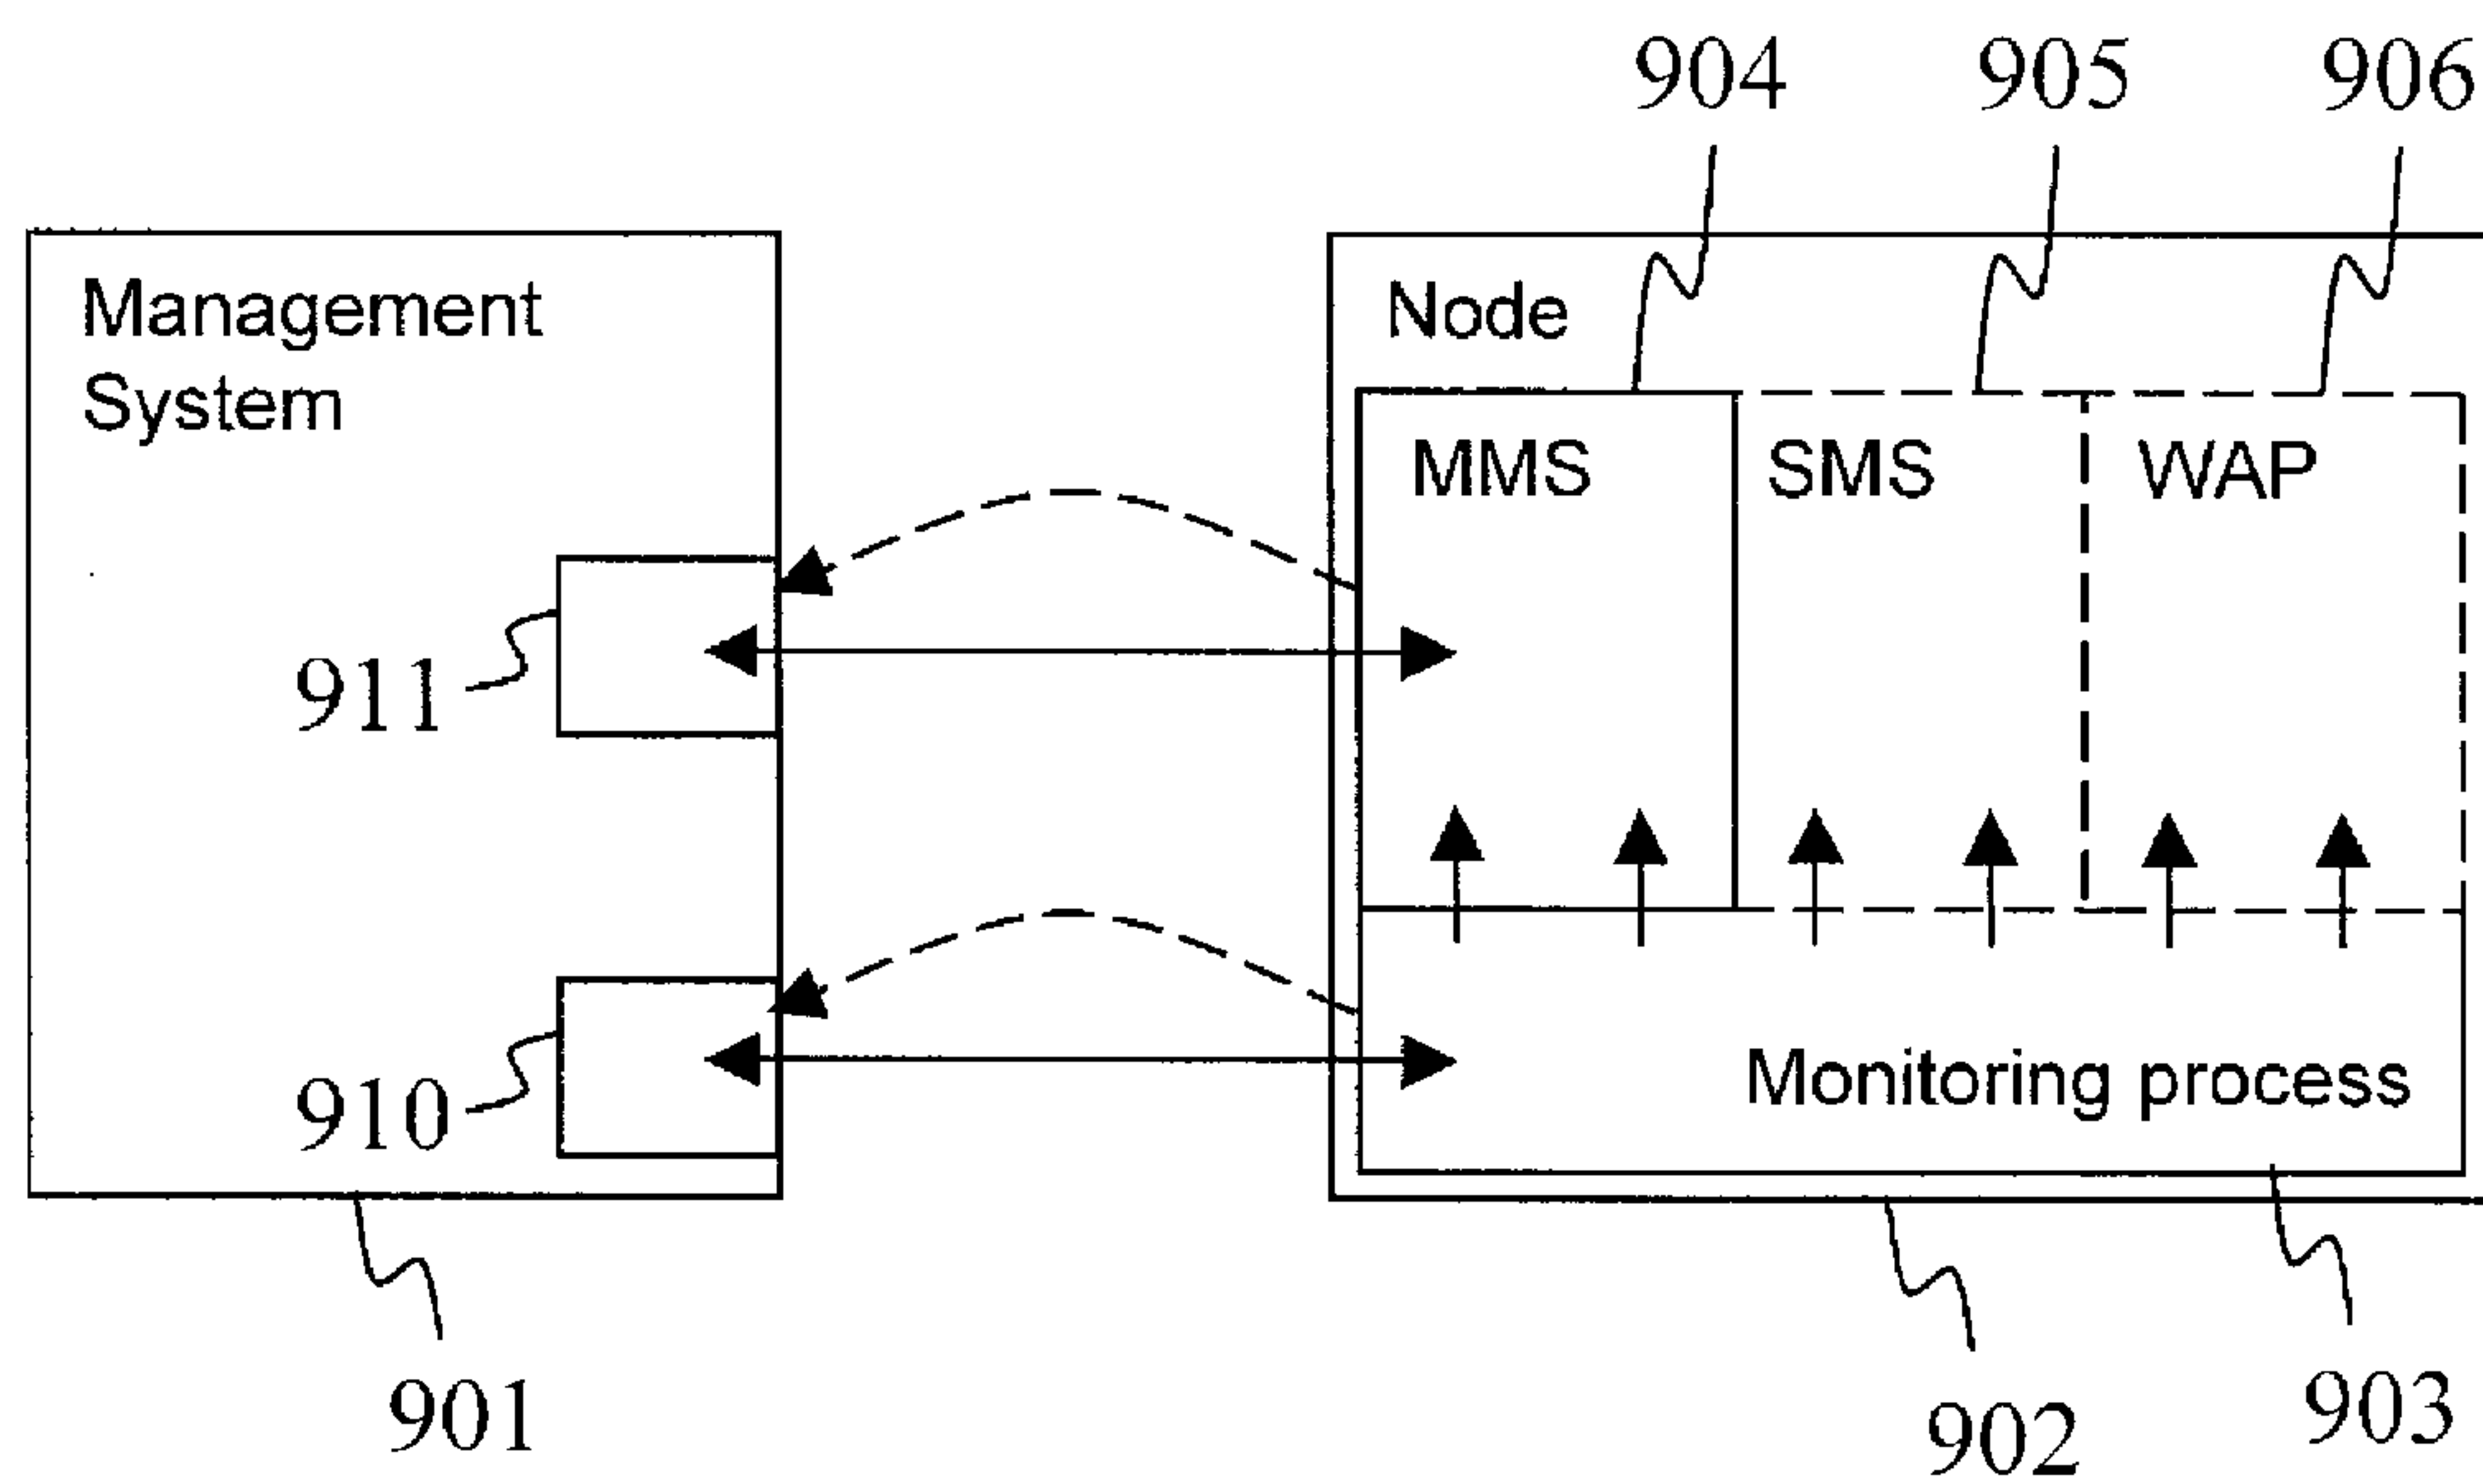 904 905 906
Management
System
Node
MMS SMS WAP
911
910
Monitoring process
901
902
903